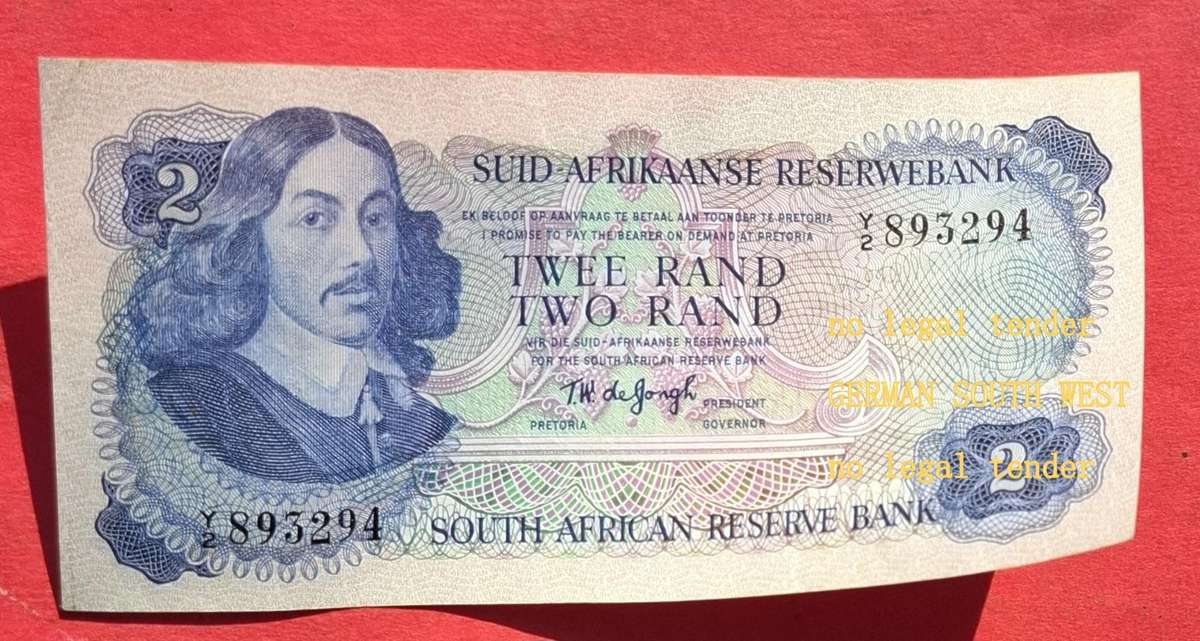 2
SUID-AFRIKAANSE RESERWEBANK
EK BELOOF OP AANVRAAG TE BETAAL AAN TOONDER TE PRETORIA
I PROMISE TO PAY THE BEARER ON DEMAND AT PRETORIA
Y/2 893294
TWEE RAND
TWO RAND
no legal tender
VIR DIE SUID-AFRIKAANSE RESERWEBANK
FOR THE SOUTH AFRICAN RESERVE BANK
T.W. de Jongh
GERMAN SOUTH WEST
PRESIDENT
PRETORIA GOVERNOR
no legal tender
2
Y/2 893294
SOUTH AFRICAN RESERVE BANK